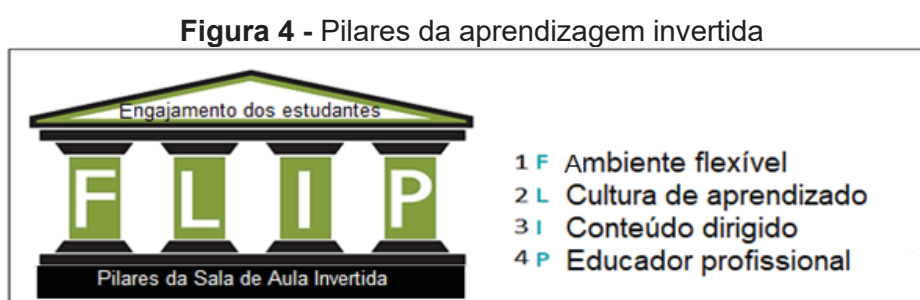 Figura 4 - Pilares da aprendizagem invertida
Engajamento dos estudantes
F L I P
Pilares da Sala de Aula Invertida
1 F Ambiente flexível
2 L Cultura de aprendizado
3 I Conteúdo dirigido
4 P Educador profissional